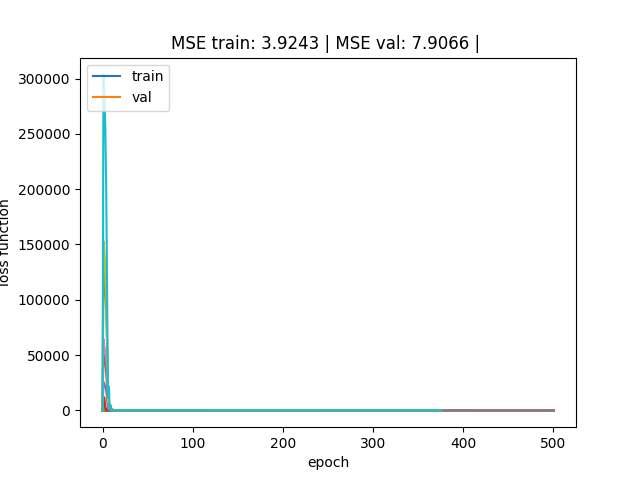 MSE train: 3.9243 | MSE val: 7.9066 |
train
val
300000
250000
200000
150000
100000
50000
0
loss function
0 100 200 300 400 500
epoch